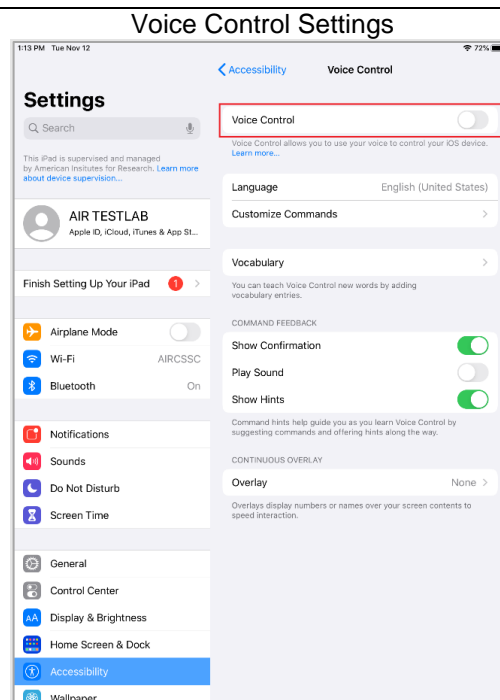 Voice Control Settings
1:13 PM Tue Nov 12
72%
Accessibility
Voice Control
Settings
Search
This iPad is supervised and managed
by American Insitutes for Research. Learn more
about device supervision...
AIR TESTLAB
Apple ID, iCloud, iTunes & App St...
Finish Setting Up Your iPad 1
Airplane Mode
Wi-Fi AIRCSSC
Bluetooth On
Notifications
Sounds
Do Not Disturb
Screen Time
General
Control Center
AA Display & Brightness
Home Screen & Dock
Accessibility
Wallpaper
Voice Control
Voice Control allows you to use your voice to control your iOS device.
Learn more...
Language English (United States)
Customize Commands
Vocabulary
You can teach Voice Control new words by adding
vocabulary entries.
COMMAND FEEDBACK
Show Confirmation
Play Sound
Show Hints
Command hints help guide you as you learn Voice Control by
suggesting commands and offering hints along the way.
CONTINUOUS OVERLAY
Overlay None
Overlays display numbers or names over your screen contents to
speed interaction.